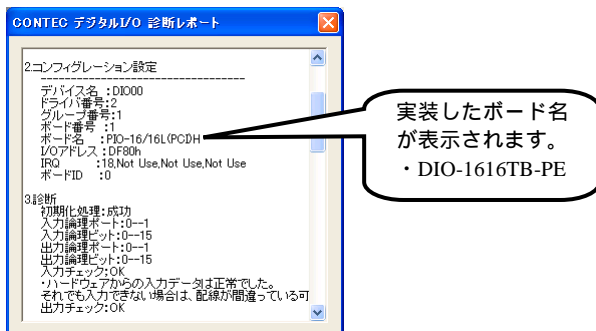 CONTEC デジタルI/O 診断レポート
2.コンフィグレーション設定
----------------------------------
デバイス名 :DIO00
ドライバ番号:2
グループ番号:1
ボード番号 :1
ボード名 :PIO-16/16L(PCI)H
I/Oアドレス :DF80h
IRQ :18,Not Use,Not Use,Not Use
ボードID :0
3.診断
初期化処理:成功
入力論理ポート:0--1
入力論理ビット:0--15
出力論理ポート:0--1
出力論理ビット:0--15
入力チェック:OK
・ハードウェアからの入力データは正常でした。
それでも入力できない場合は、配線が間違っている可
出力チェック:OK
実装したボード名
が表示されます。
・DIO-1616TB-PE